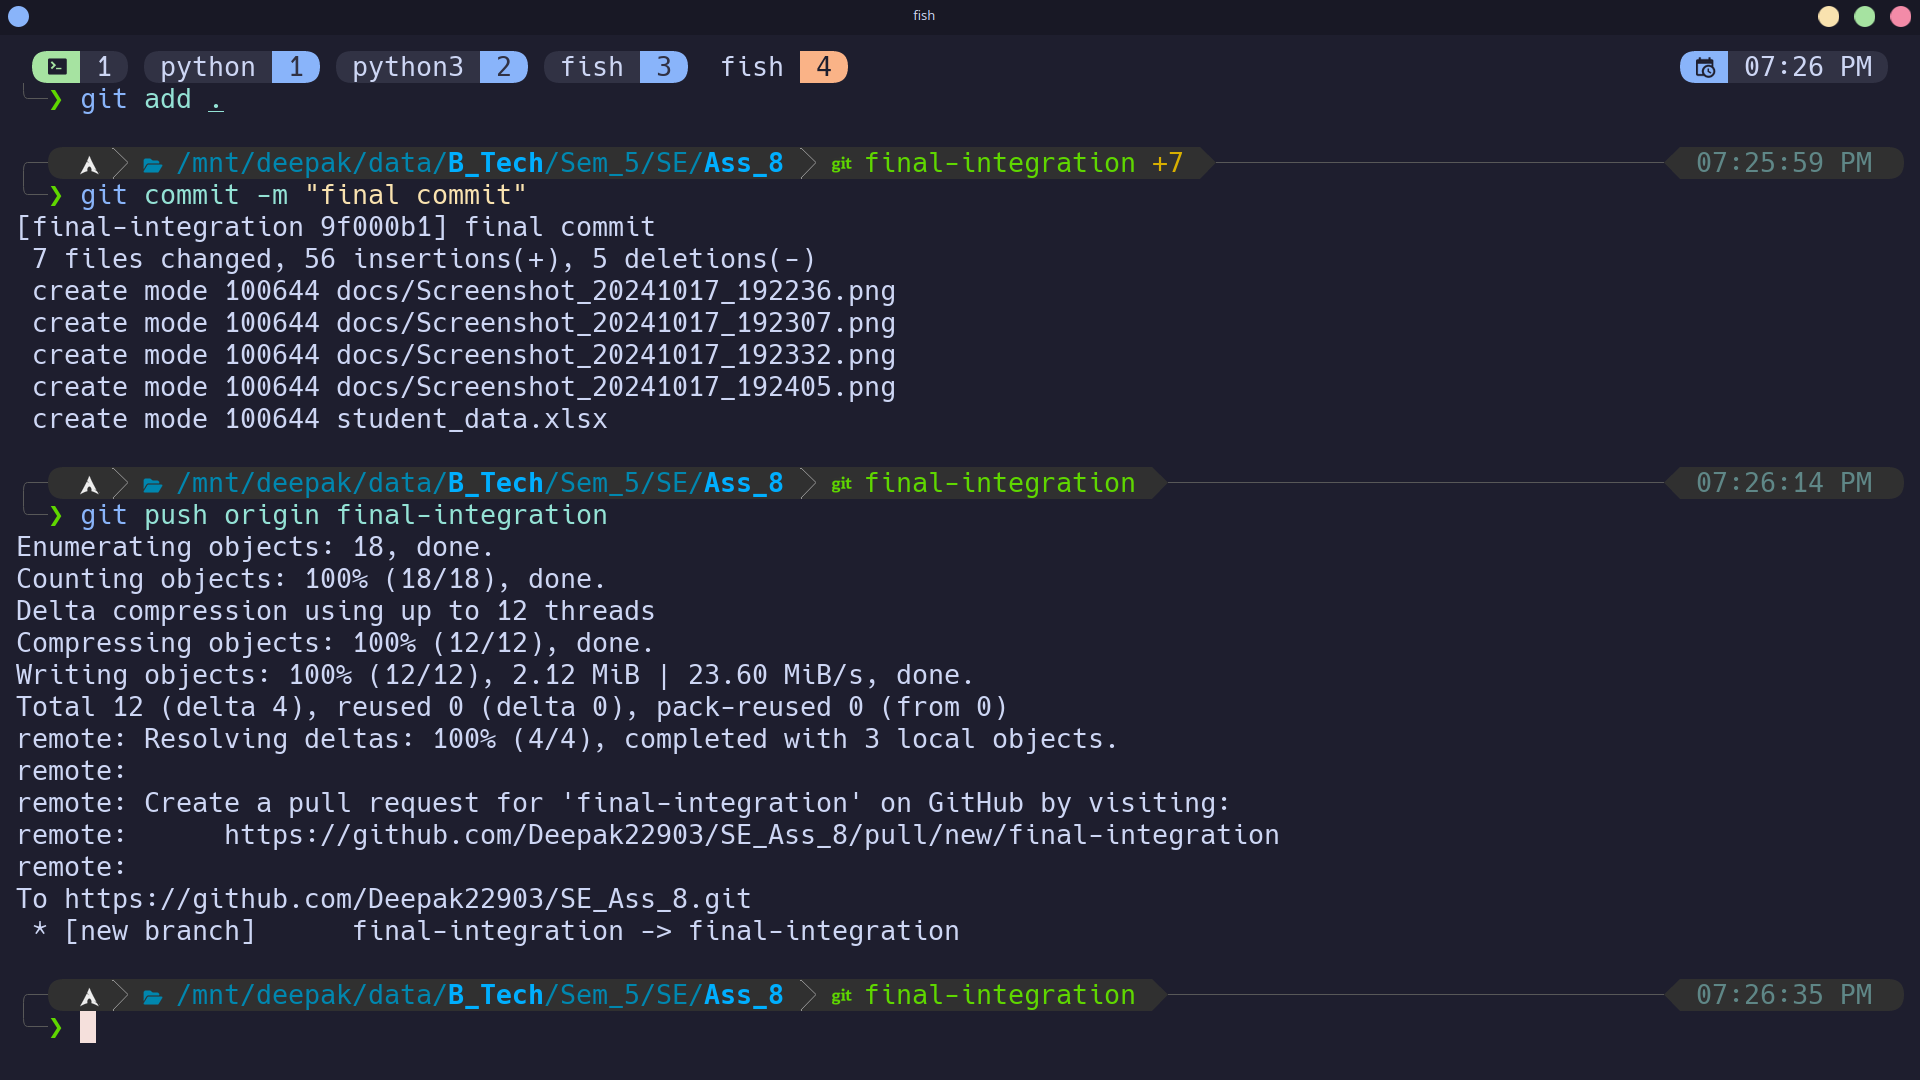 fish
1 python 1 python3 2 fish 3 fish 4 07:26 PM
❯ git add .
/mnt/deepak/data/B_Tech/Sem_5/SE/Ass_8 git final-integration +7 07:25:59 PM
❯ git commit -m "final commit"
[final-integration 9f000b1] final commit
7 files changed, 56 insertions(+), 5 deletions(-)
create mode 100644 docs/Screenshot_20241017_192236.png
create mode 100644 docs/Screenshot_20241017_192307.png
create mode 100644 docs/Screenshot_20241017_192332.png
create mode 100644 docs/Screenshot_20241017_192405.png
create mode 100644 student_data.xlsx
/mnt/deepak/data/B_Tech/Sem_5/SE/Ass_8 git final-integration 07:26:14 PM
❯ git push origin final-integration
Enumerating objects: 18, done.
Counting objects: 100% (18/18), done.
Delta compression using up to 12 threads
Compressing objects: 100% (12/12), done.
Writing objects: 100% (12/12), 2.12 MiB | 23.60 MiB/s, done.
Total 12 (delta 4), reused 0 (delta 0), pack-reused 0 (from 0)
remote: Resolving deltas: 100% (4/4), completed with 3 local objects.
remote:
remote: Create a pull request for 'final-integration' on GitHub by visiting:
remote:      https://github.com/Deepak22903/SE_Ass_8/pull/new/final-integration
remote:
To https://github.com/Deepak22903/SE_Ass_8.git
* [new branch]      final-integration -> final-integration
/mnt/deepak/data/B_Tech/Sem_5/SE/Ass_8 git final-integration 07:26:35 PM
❯